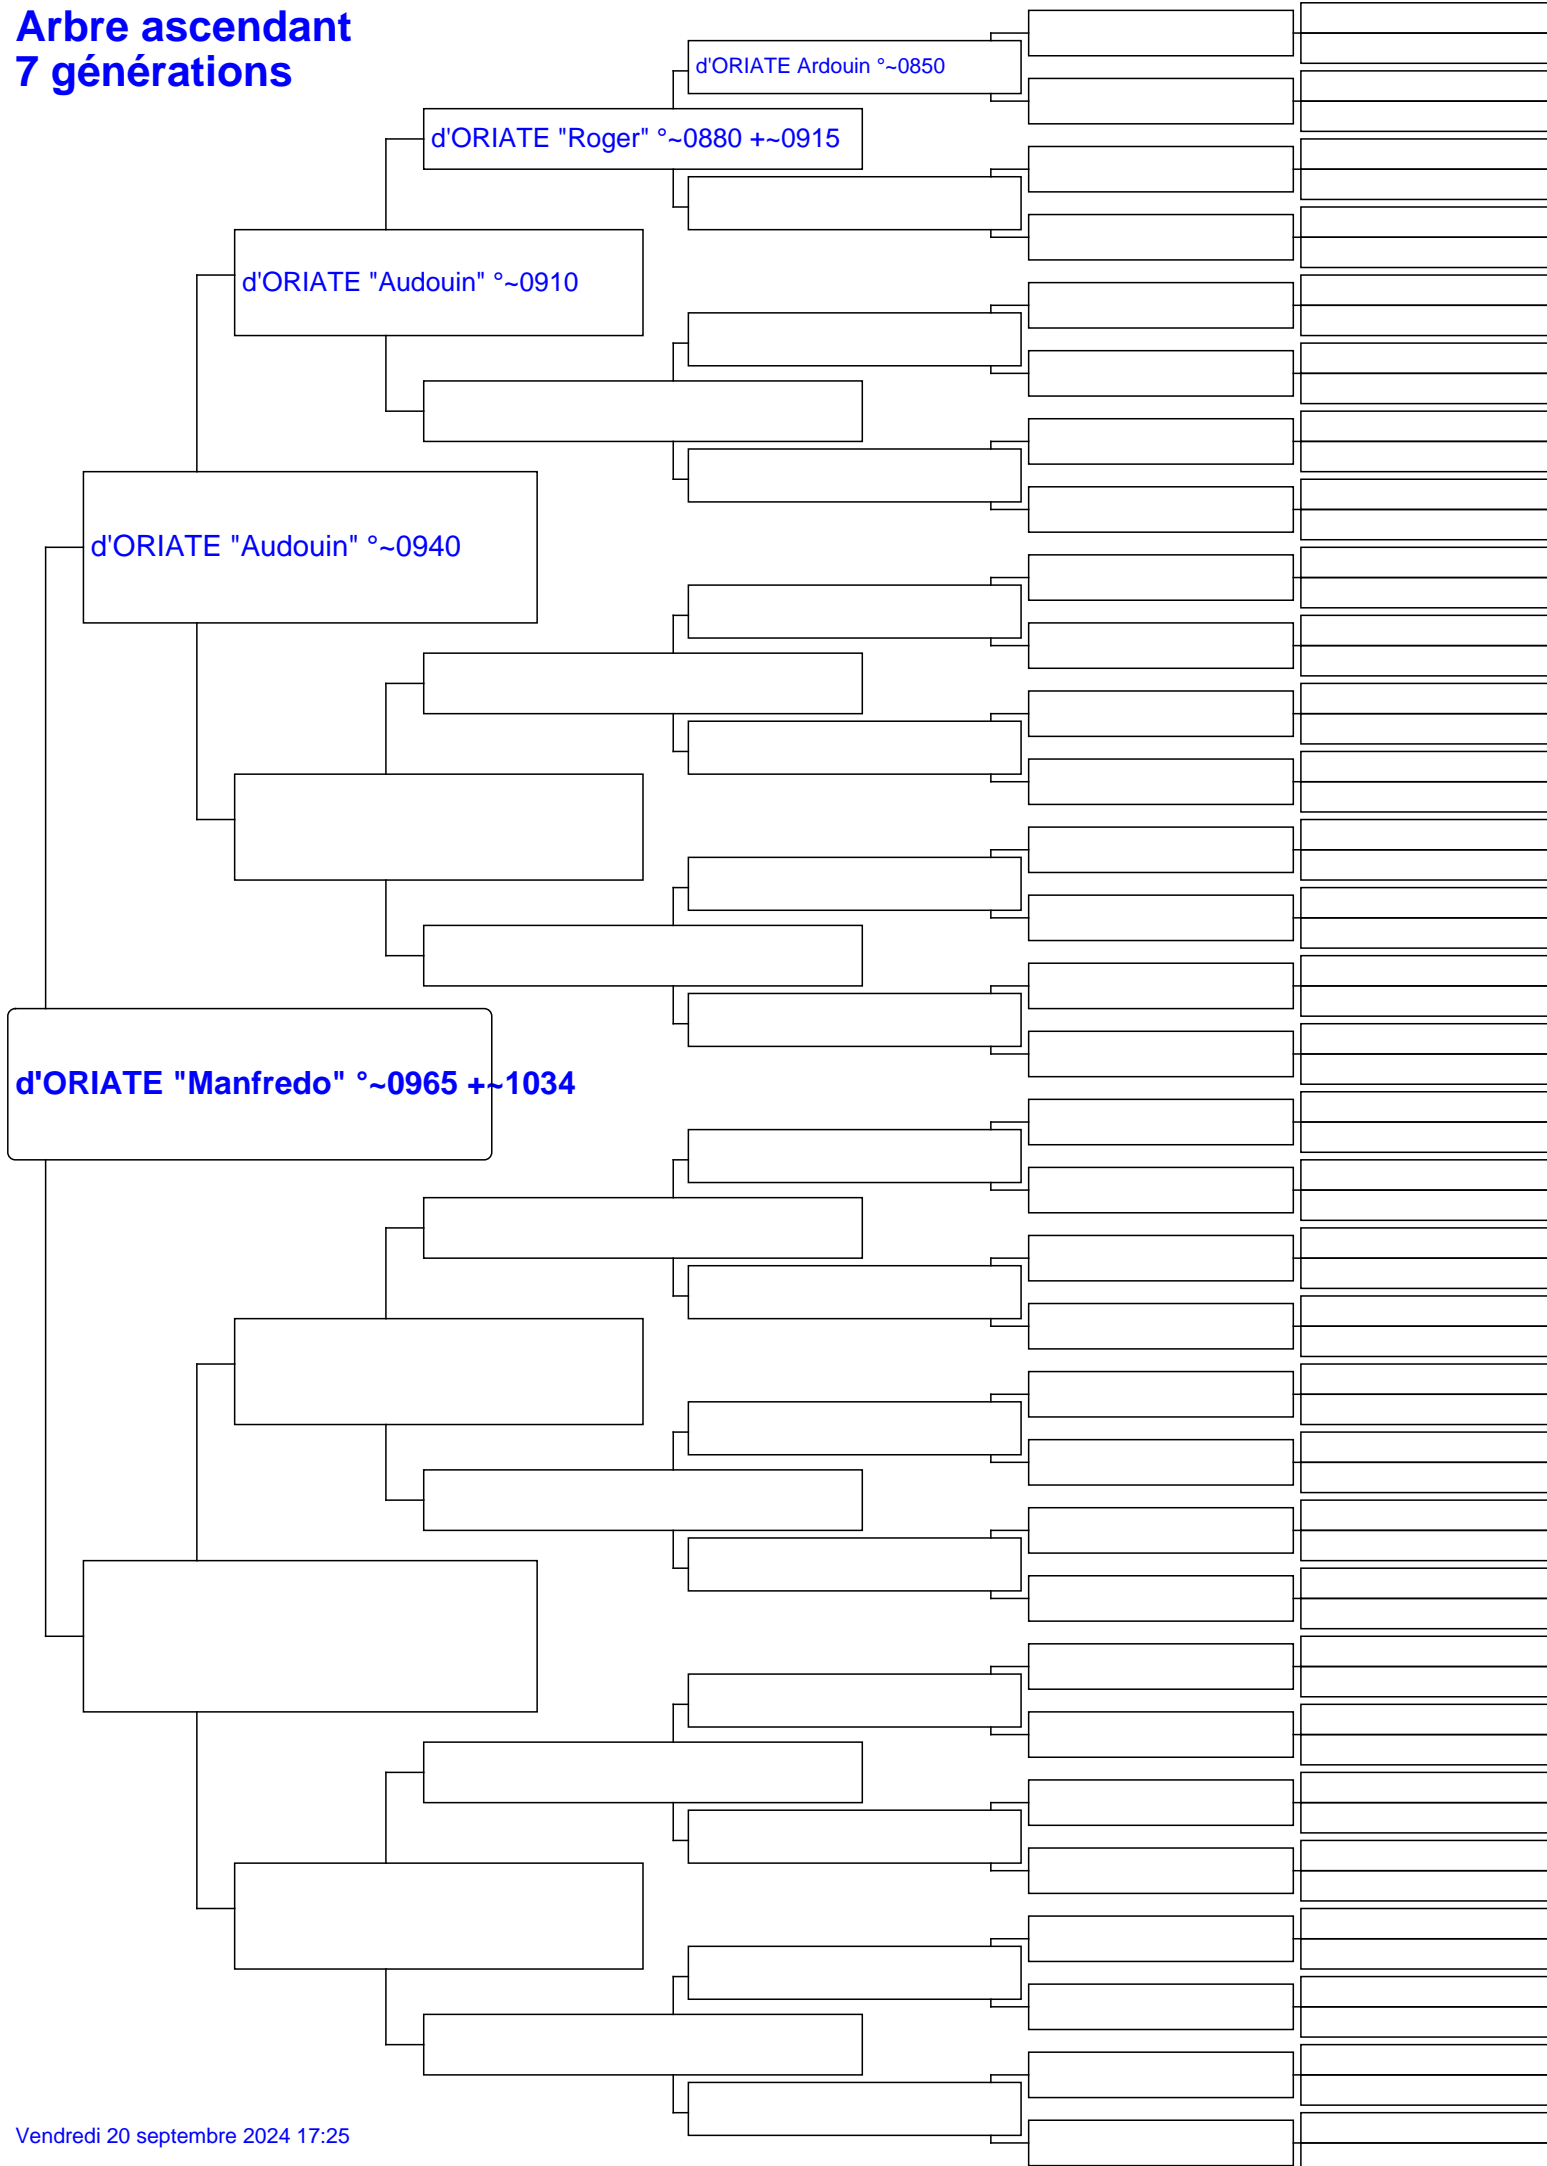 Arbre ascendant
7 générations
d'ORIATE Ardouin °~0850
d'ORIATE "Roger" °~0880 +~0915
d'ORIATE "Audouin" °~0910
d'ORIATE "Audouin" °~0940
d'ORIATE "Manfredo" °~0965 +~1034
Vendredi 20 septembre 2024 17:25